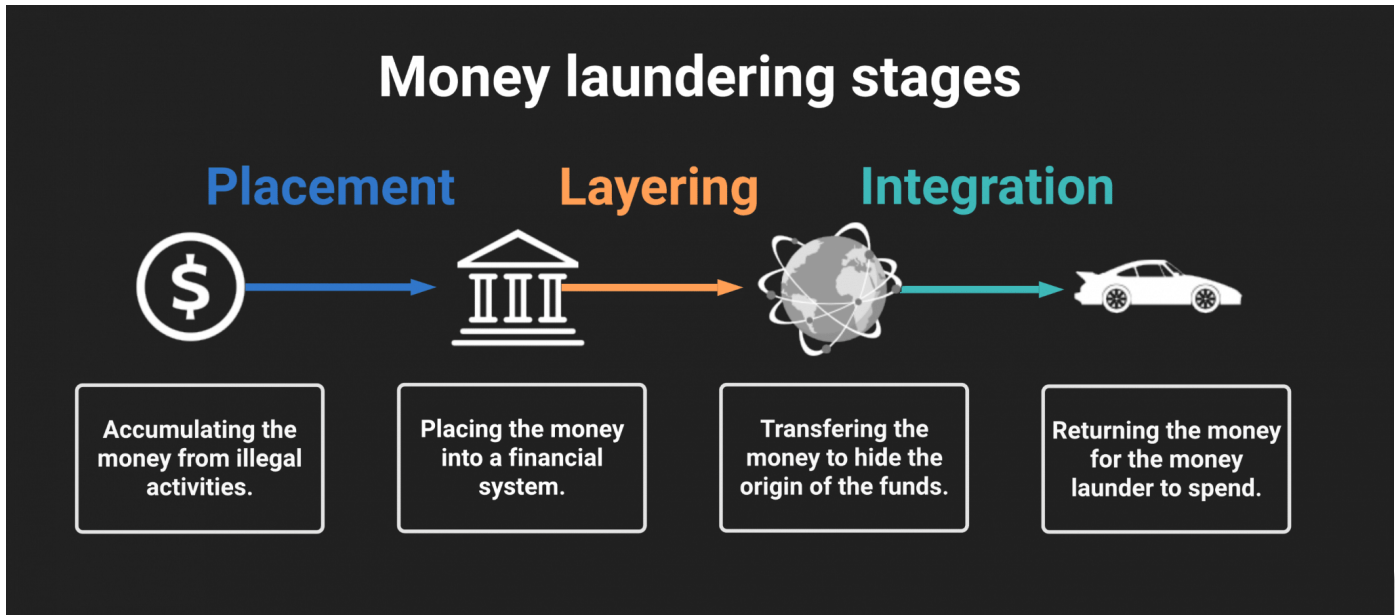 Money laundering stages
Placement
Layering
Integration
$
Accumulating the
money from illegal
activities.
Placing the money
into a financial
system.
Transfering the
money to hide the
origin of the funds.
Returning the money
for the money
launder to spend.